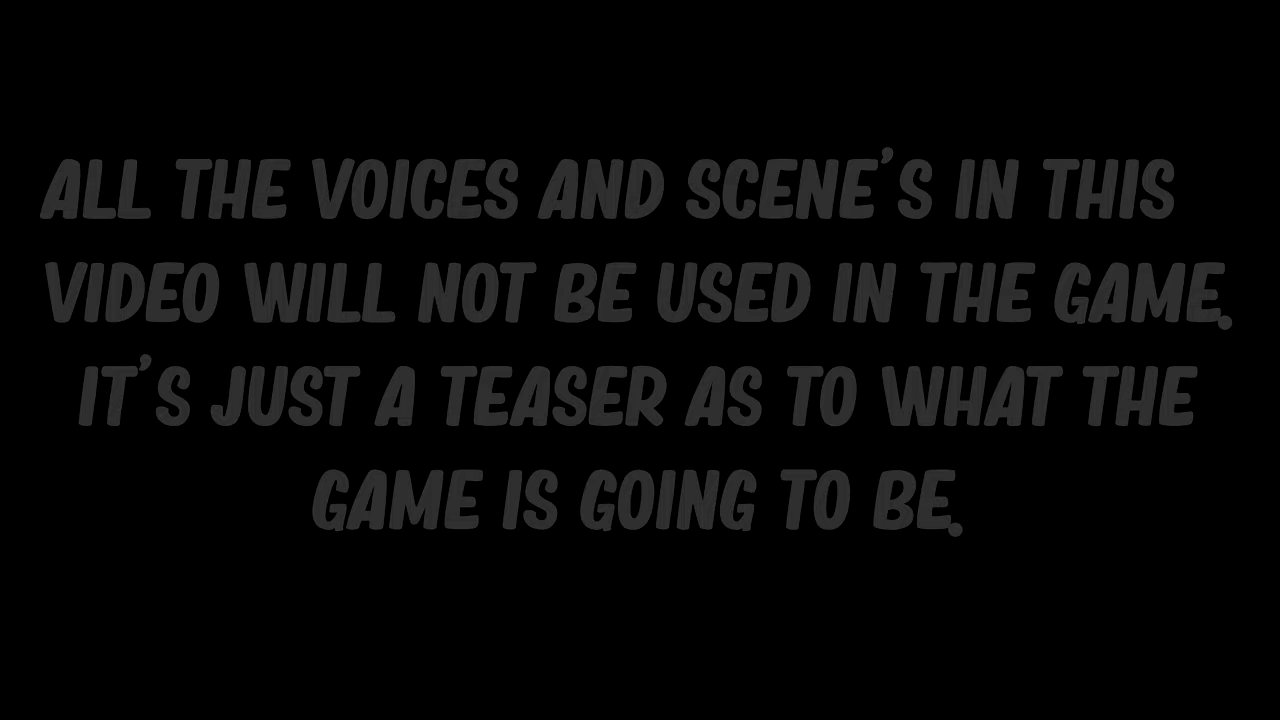 ALL THE VOICES AND SCENE'S IN THIS
VIDEO WILL NOT BE USED IN THE GAME.
IT'S JUST A TEASER AS TO WHAT THE
GAME IS GOING TO BE.